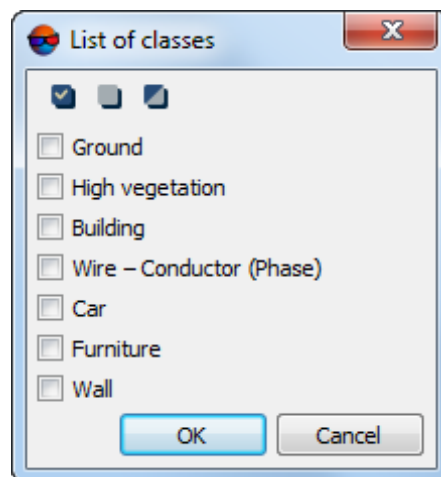 List of classes
Ground
High vegetation
Building
Wire – Conductor (Phase)
Car
Furniture
Wall
OK Cancel